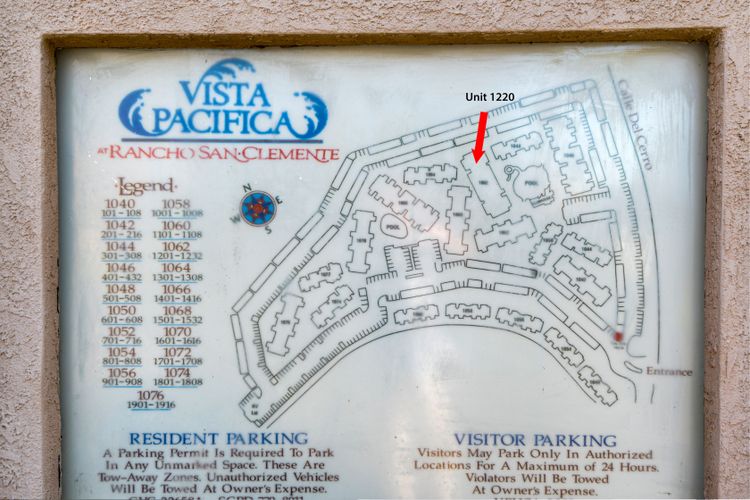 Unit 1220
VISTA
PACIFICA
AT RANCHO SAN CLEMENTE
Calle Del Cerro
Legend
N
E
W
S
1040 1058
101-108 1001-1008
1042 1060
201-216 1101-1108
1044 1062
301-308 1201-1232
1046 1064
401-432 1301-1308
1048 1066
501-508 1401-1416
1050 1068
601-608 1501-1532
1052 1070
701-716 1601-1616
1054 1072
801-808 1701-1708
1056 1074
901-908 1801-1808
1076
1901-1916
POOL
POOL
Entrance
RESIDENT PARKING
A Parking Permit Is Required To Park
In Any Unmarked Space. These Are
Tow-Away Zones. Unauthorized Vehicles
Will Be Towed At Owner's Expense.
VISITOR PARKING
Visitors May Park Only In Authorized
Locations For A Maximum of 24 Hours.
Violators Will Be Towed
At Owner's Expense.